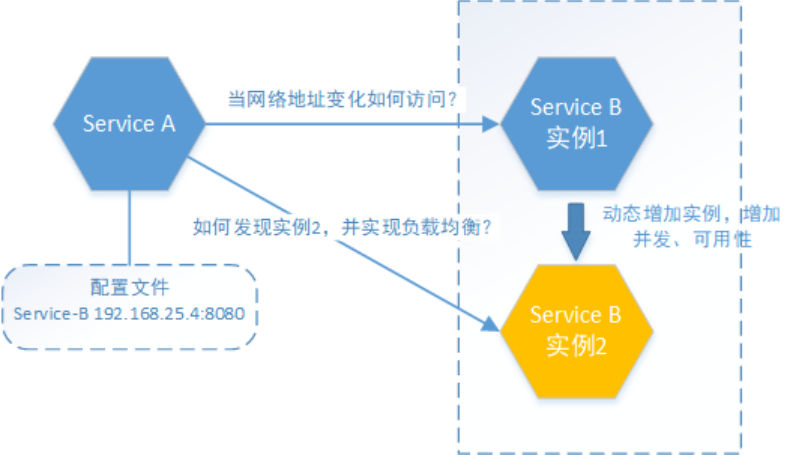 当网络地址变化如何访问？
Service A
Service B
实例1
如何发现实例2，并实现负载均衡？
动态增加实例，增加
并发、可用性
配置文件
Service-B 192.168.25.4:8080
Service B
实例2